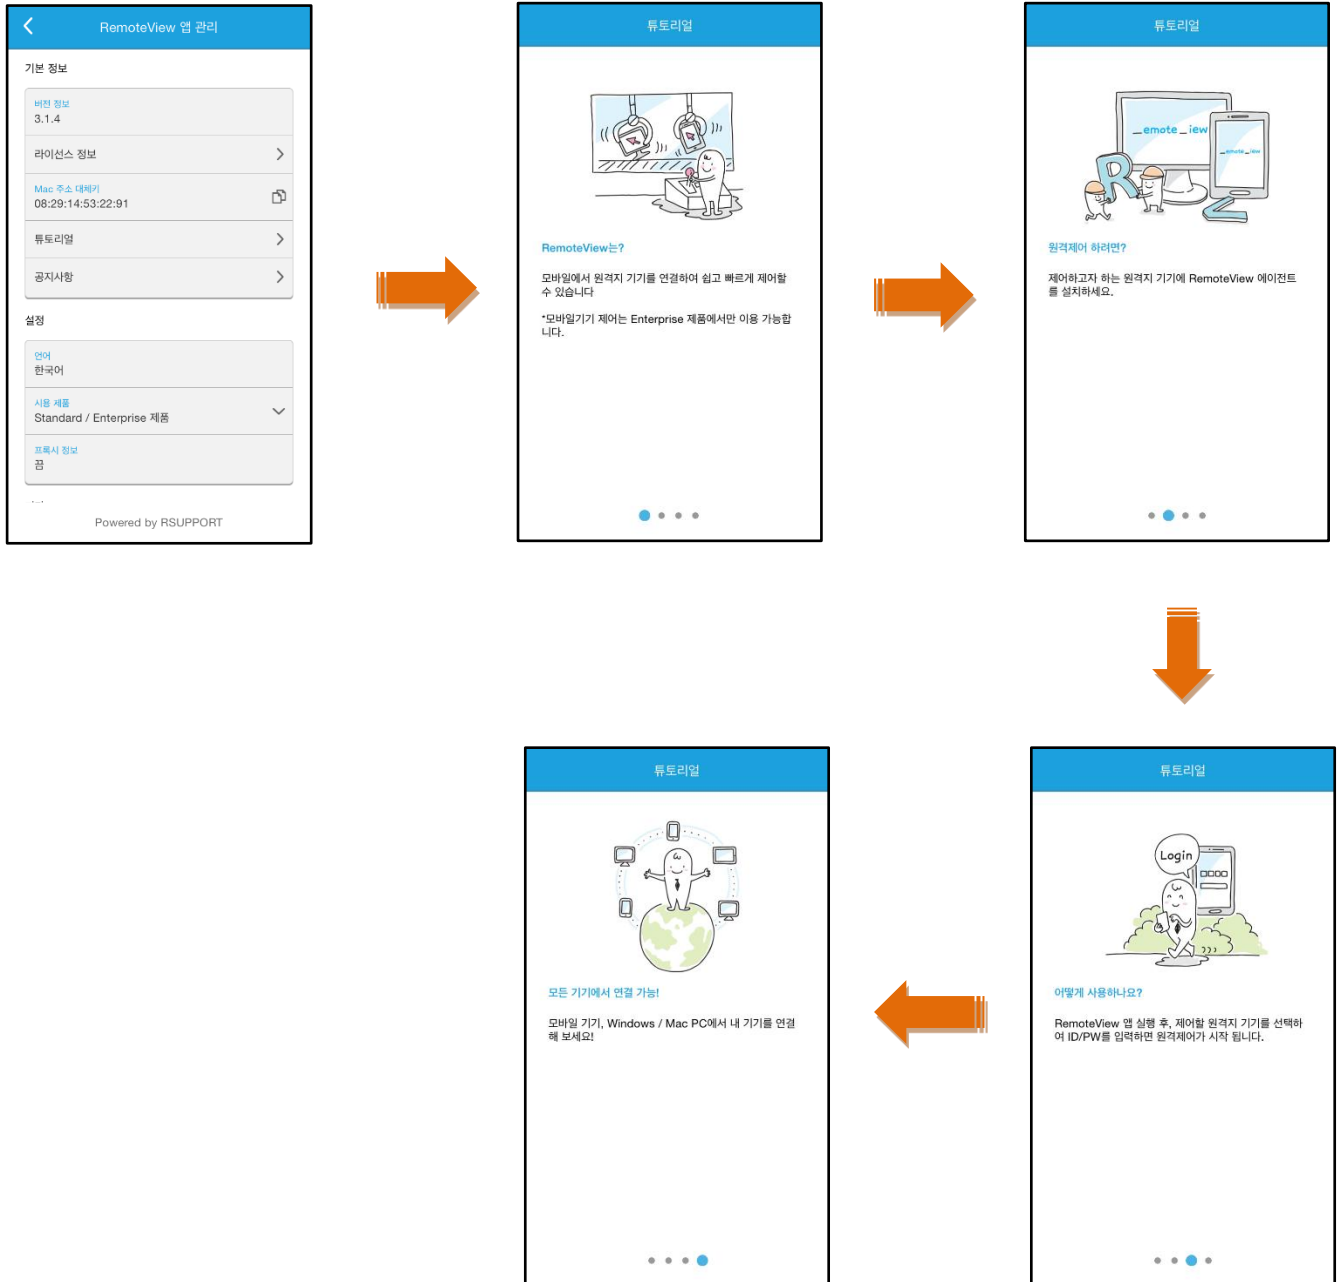 RemoteView 앱 관리
기본 정보
버전 정보
3.1.4
라이선스 정보
Mac 주소 대체키
08:29:14:53:22:91
튜토리얼
공지사항
설정
언어
한국어
사용 제품
Standard / Enterprise 제품
프록시 정보
끔
Powered by RSUPPORT
튜토리얼
RemoteView는?
모바일에서 원격지 기기를 연결하여 쉽고 빠르게 제어할
수 있습니다
*모바일기기 제어는 Enterprise 제품에서만 이용 가능합
니다.
튜토리얼
_emote_iew
_emote_iew
R
원격제어 하려면?
제어하고자 하는 원격지 기기에 RemoteView 에이전트
를 설치하세요.
튜토리얼
Login
어떻게 사용하나요?
RemoteView 앱 실행 후, 제어할 원격지 기기를 선택하
여 ID/PW를 입력하면 원격제어가 시작 됩니다.
튜토리얼
모든 기기에서 연결 가능!
모바일 기기, Windows / Mac PC에서 내 기기를 연결
해 보세요!